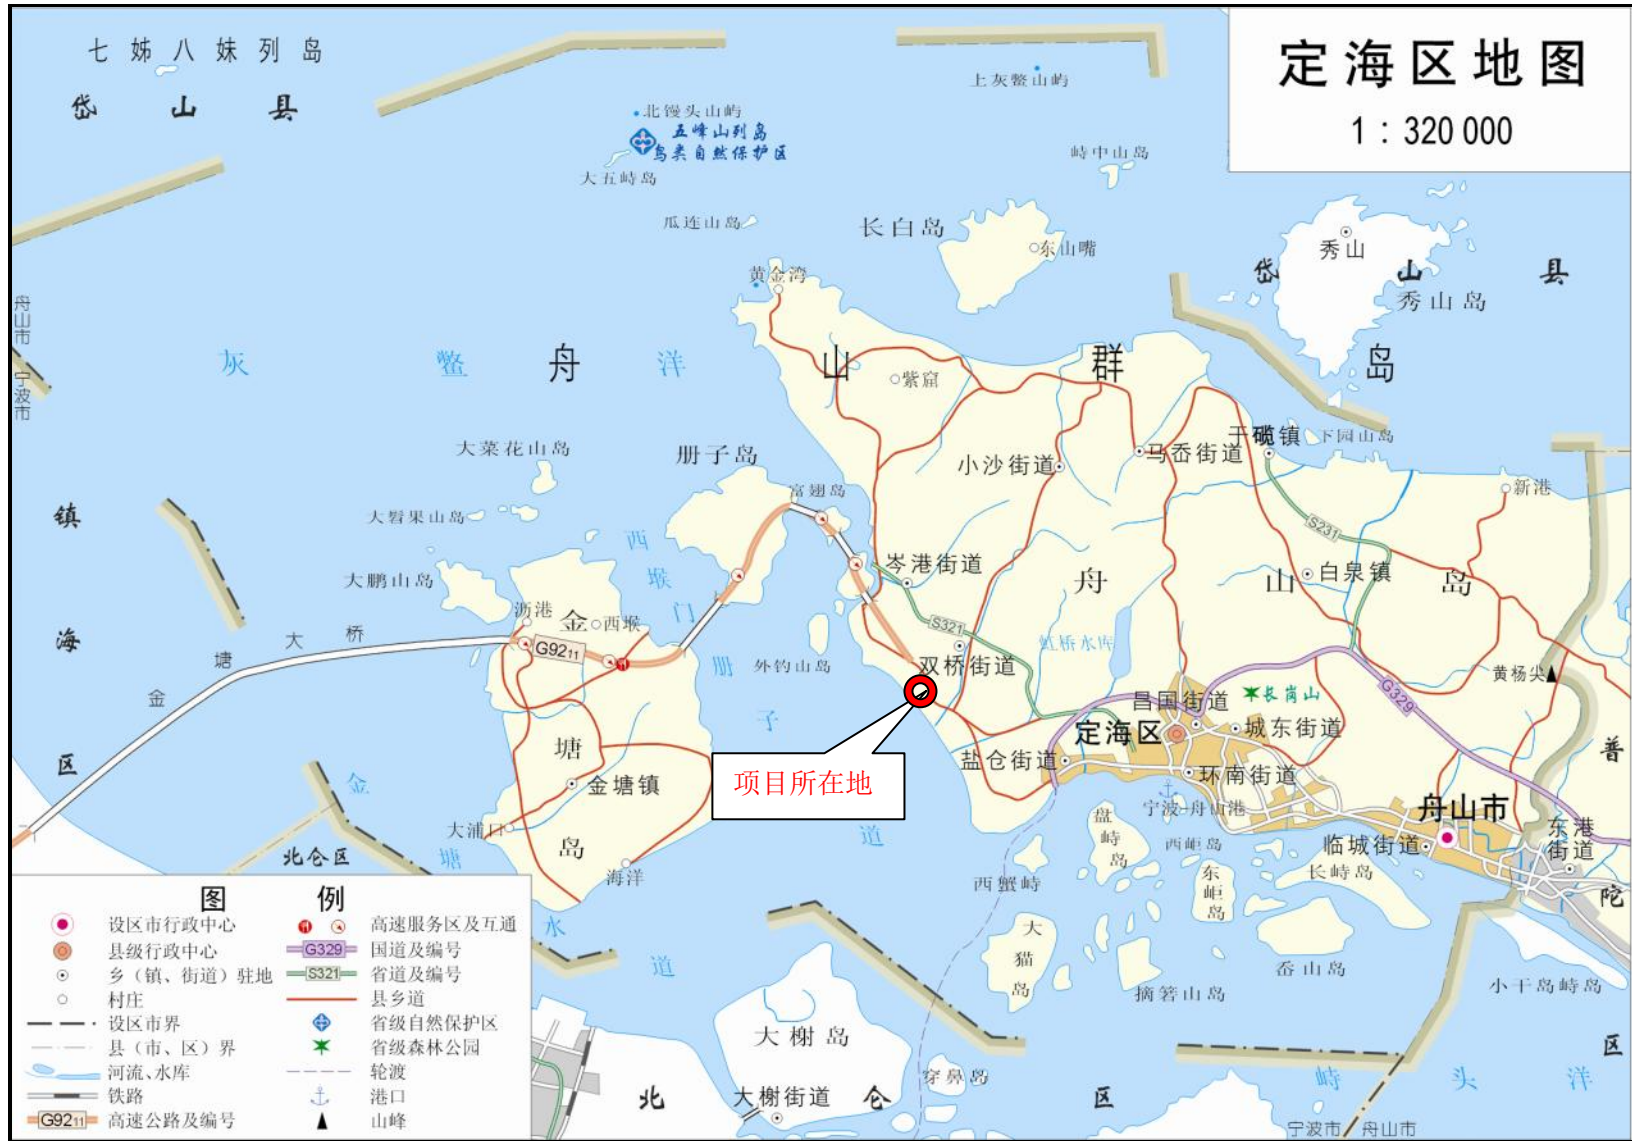 定海区地图
1：320 000
七姊八妹列岛
岱山县
上灰鳖山屿
北馒头山屿
五峰山列岛
鸟类自然保护区
大五峙岛
峙中山岛
瓜连山岛
长白岛
东山嘴
秀山
岱山县
秀山岛
黄金湾
舟山市
宁波市
灰鳖洋
舟山群岛
紫窟
大菜花山岛
册子岛
富翅岛
小沙街道
马岙街道
干𬒗镇
下园山岛
新港
大髫果山岛
西堠门
S231
岑港街道
白泉镇
大鹏山岛
沥港
金
西堠
舟山岛
S321
虹桥水库
大桥
塘
金
G9211
外钓山岛
双桥街道
册子水道
黄杨尖
G329
昌国街道
长岗山
定海区
城东街道
盐仓街道
环南街道
项目所在地
塘
金塘镇
岛
大浦口
海洋
镇海区
金塘水道
北仑区
宁波-舟山港
盘峙岛
西岠岛
东岠岛
西蟹峙
舟山市
临城街道
东港
街道
长峙岛
普陀区
大猫岛
摘箬山岛
岙山岛
小干岛峙岛
大榭岛
大榭街道
穿鼻岛
北仑区
峙头洋
宁波市
舟山市
图例
设区市行政中心
县级行政中心
乡（镇、街道）驻地
村庄
设区市界
县（市、区）界
河流、水库
铁路
G9211 高速公路及编号
高速服务区及互通
G329 国道及编号
S321 省道及编号
县乡道
省级自然保护区
省级森林公园
轮渡
港口
山峰